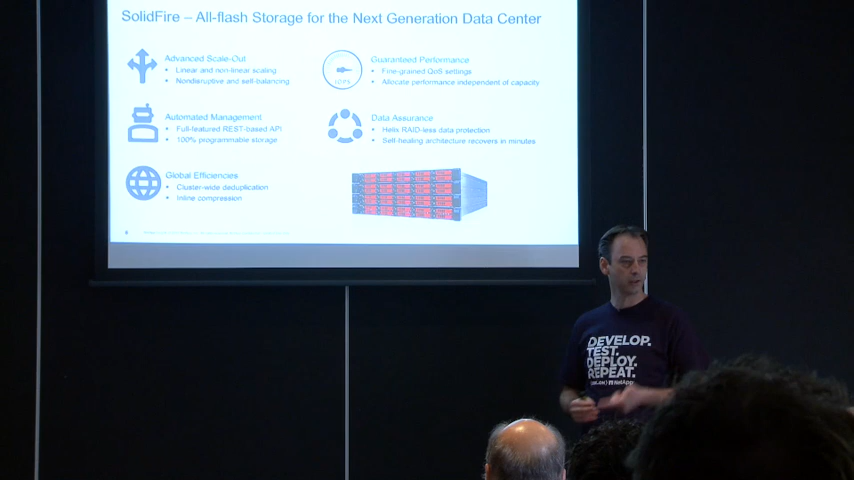 SolidFire – All-flash Storage for the Next Generation Data Center
Advanced Scale-Out
• Linear and non-linear scaling
• Nondisruptive and self-balancing
Guaranteed Performance
• Fine-grained QoS settings
• Allocate performance independent of capacity
IOPS
Automated Management
• Full-featured REST-based API
• 100% programmable storage
Data Assurance
• Helix RAID-less data protection
• Self-healing architecture recovers in minutes
Global Efficiencies
• Cluster-wide deduplication
• Inline compression
DEVELOP.
TEST.
DEPLOY.
REPEAT.
NetApp